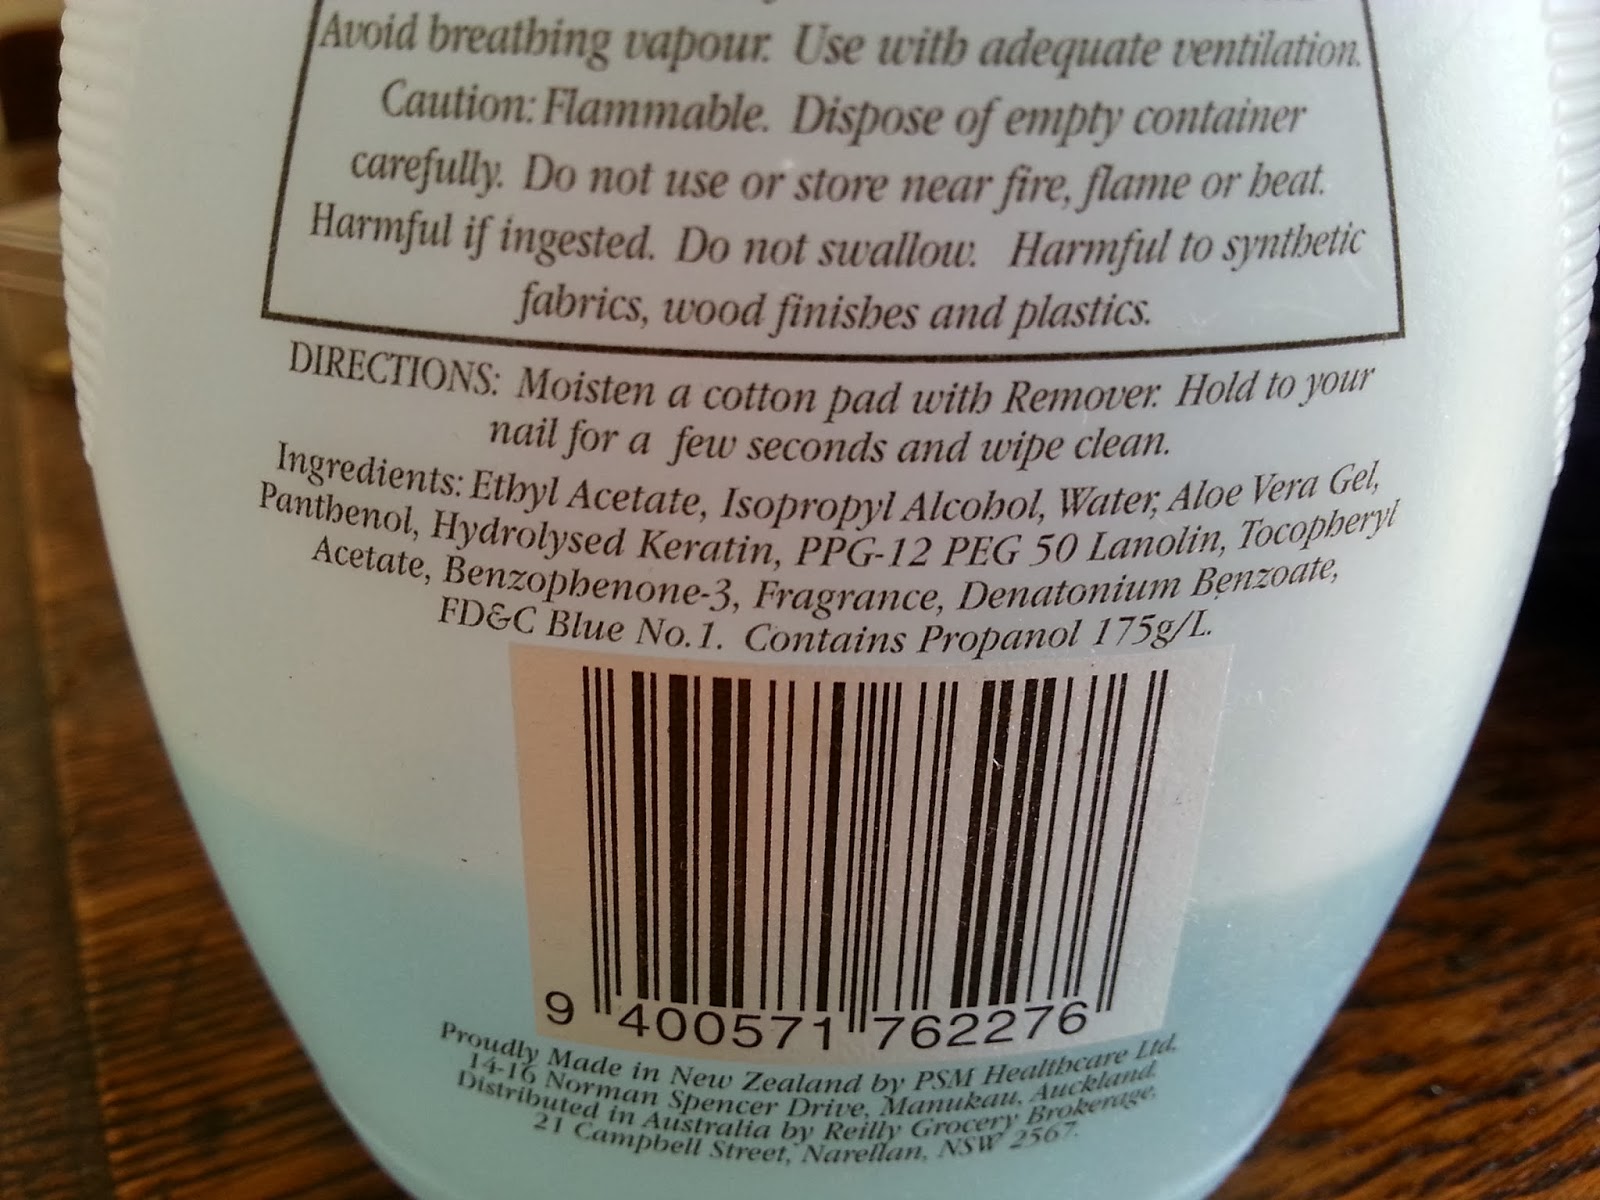 Avoid breathing vapour. Use with adequate ventilation.
Caution: Flammable. Dispose of empty container
carefully. Do not use or store near fire, flame or heat.
Harmful if ingested. Do not swallow. Harmful to synthetic
fabrics, wood finishes and plastics.
DIRECTIONS: Moisten a cotton pad with Remover. Hold to your
nail for a few seconds and wipe clean.
Ingredients: Ethyl Acetate, Isopropyl Alcohol, Water, Aloe Vera Gel,
Panthenol, Hydrolysed Keratin, PPG-12 PEG 50 Lanolin, Tocopheryl
Acetate, Benzophenone-3, Fragrance, Denatonium Benzoate,
FD&C Blue No.1. Contains Propanol 175g/L.
9 400571 762276
Proudly Made in New Zealand by PSM Healthcare Ltd,
14-16 Norman Spencer Drive, Manukau, Auckland.
Distributed in Australia by Reilly Grocery Brokerage,
21 Campbell Street, Narellan, NSW 2567.